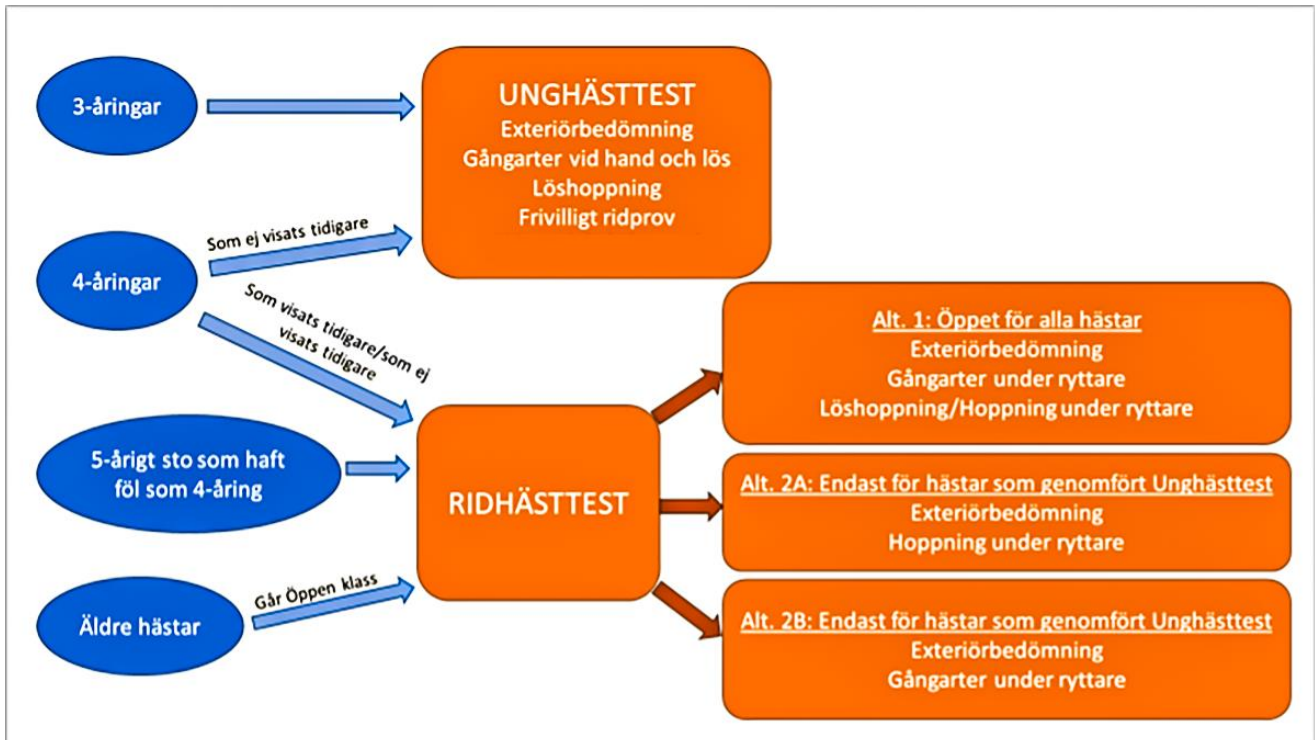 3-åringar
UNGHÄSTTEST
Exteriörbedömning
Gångarter vid hand och lös
Löshoppning
Frivilligt ridprov
Som ej visats tidigare
4-åringar
Som visats tidigare/som ej
visats tidigare
Alt. 1: Öppet för alla hästar
Exteriörbedömning
Gångarter under ryttare
Löshoppning/Hoppning under ryttare
5-årigt sto som haft
föl som 4-åring
RIDHÄSTTEST
Alt. 2A: Endast för hästar som genomfört Unghästtest
Exteriörbedömning
Hoppning under ryttare
Går Öppen klass
Äldre hästar
Alt. 2B: Endast för hästar som genomfört Unghästtest
Exteriörbedömning
Gångarter under ryttare